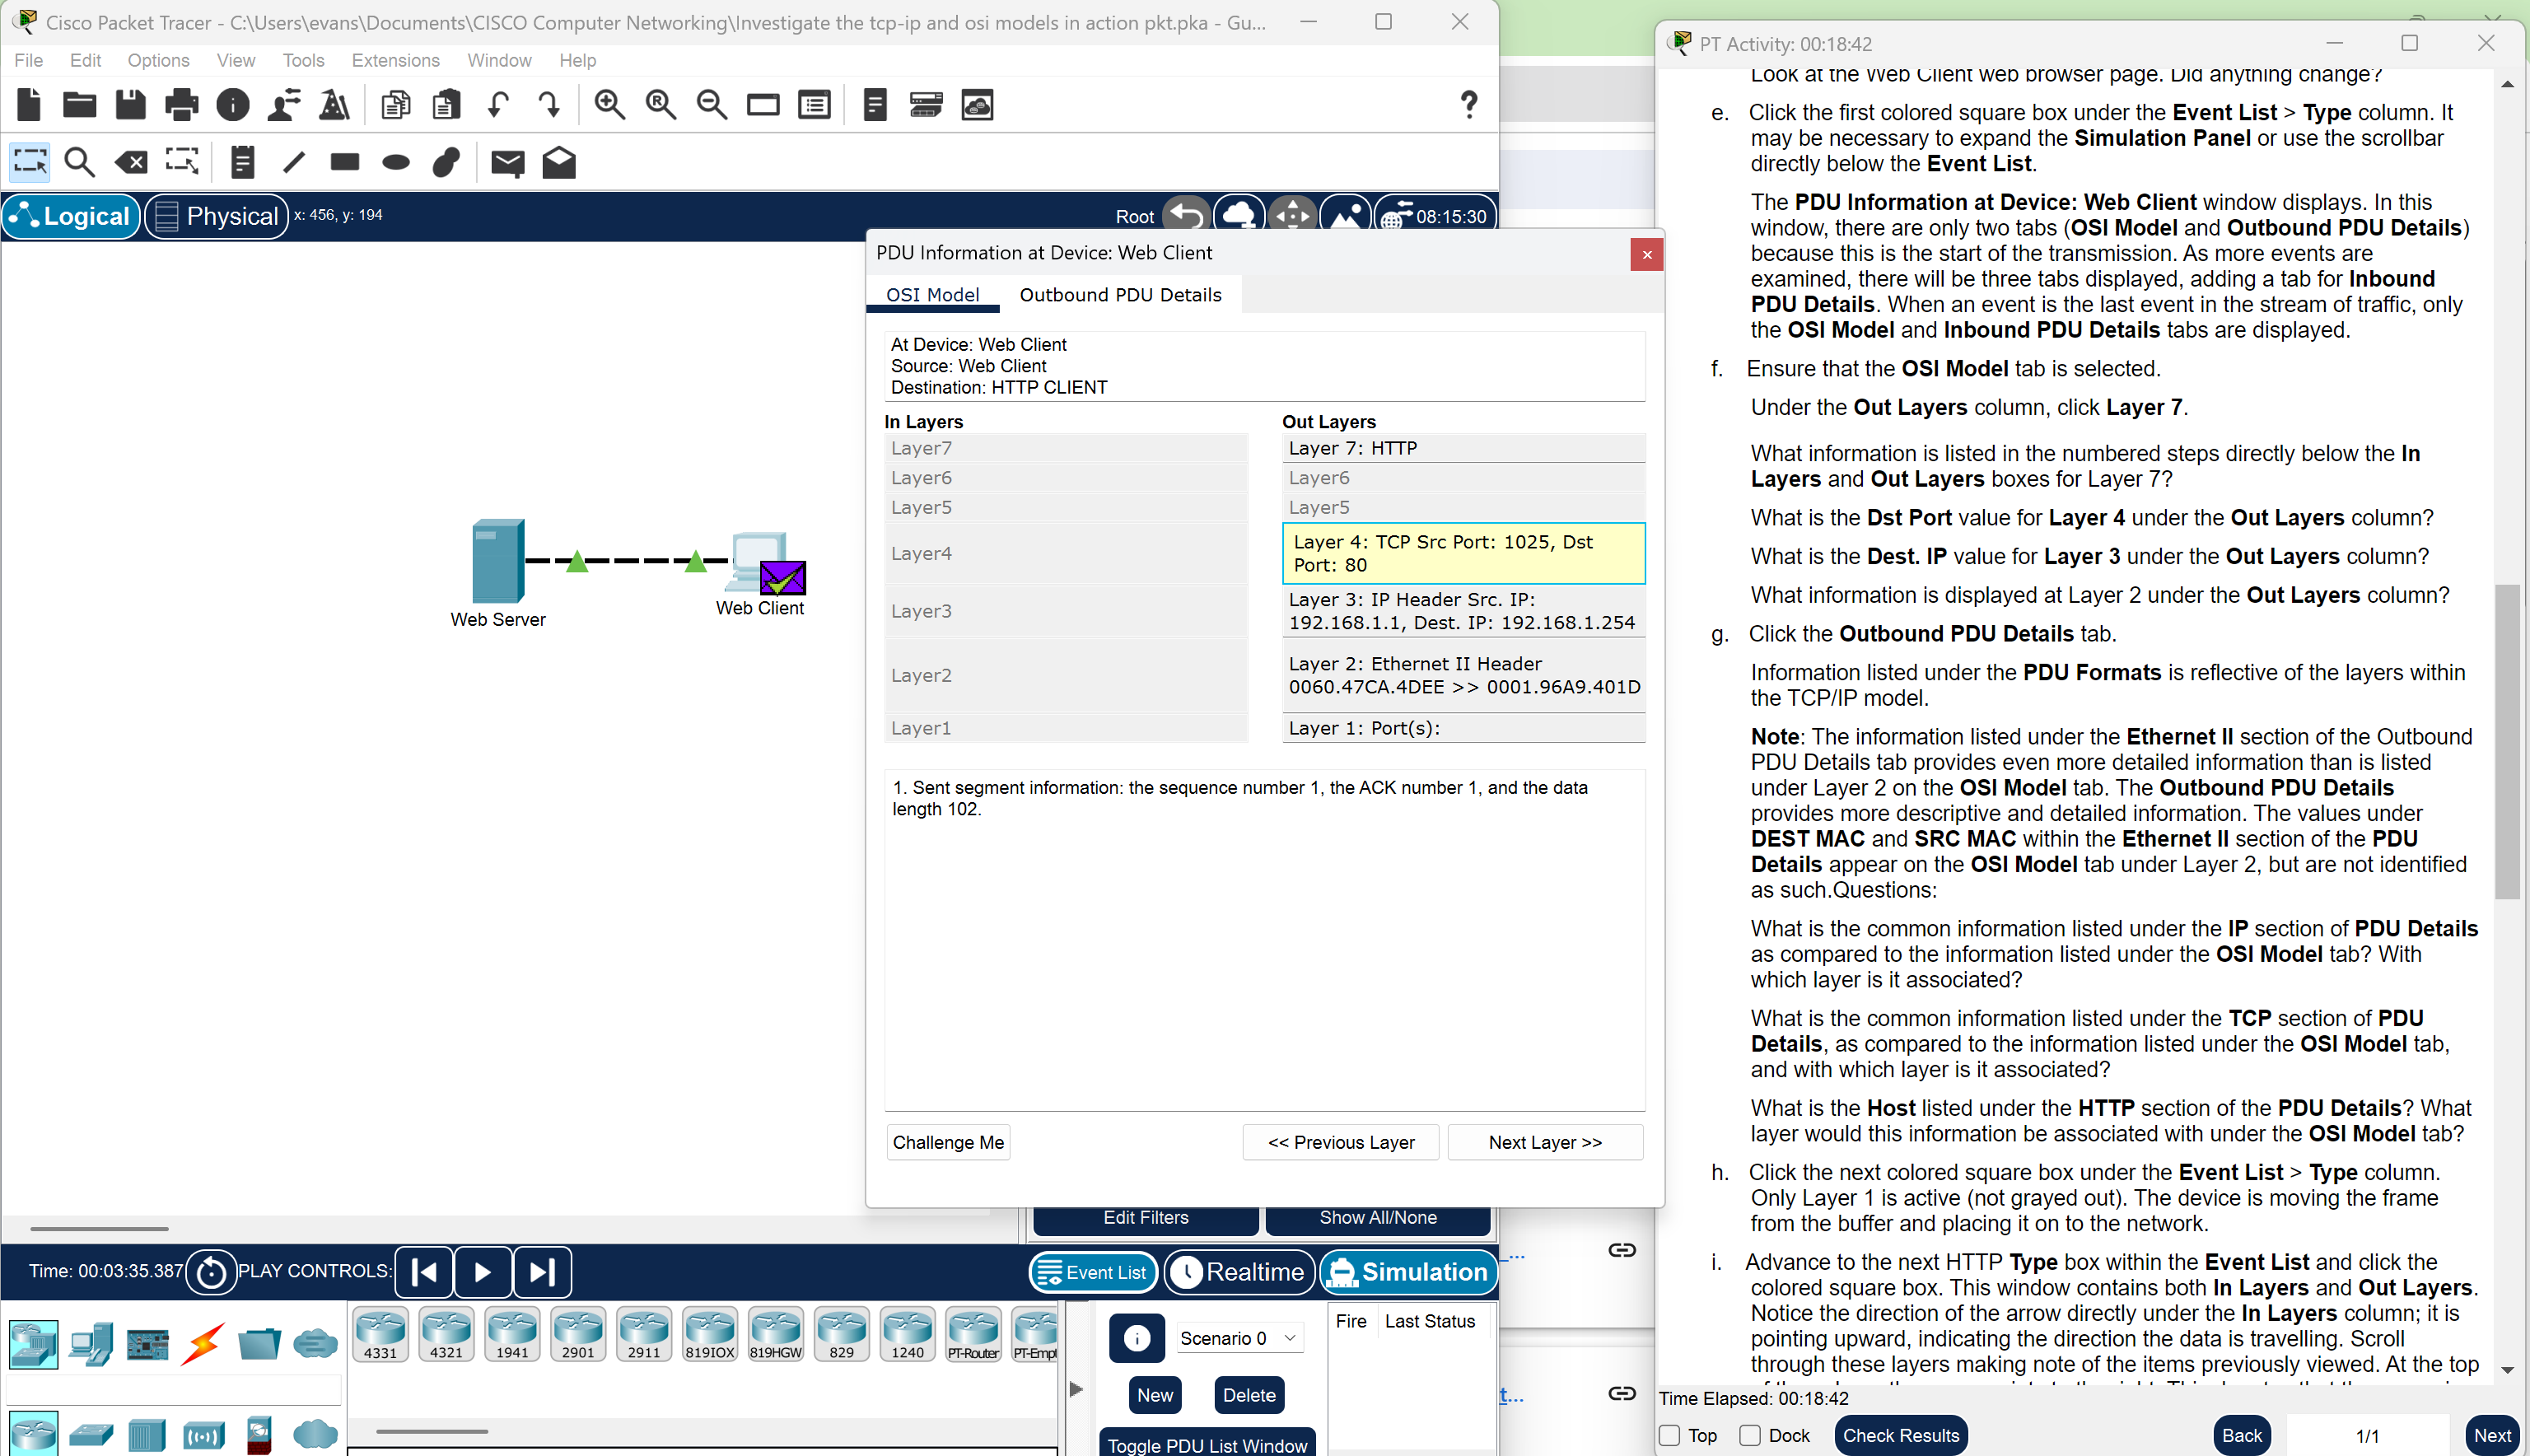 Cisco Packet Tracer - C:\Users\evans\Documents\CISCO Computer Networking\Investigate the tcp-ip and osi models in action pkt.pka - Gu...
File Edit Options View Tools Extensions Window Help
Logical Physical x: 456, y: 194
Root 08:15:30
Web Server
Web Client
PDU Information at Device: Web Client
OSI Model Outbound PDU Details
At Device: Web Client
Source: Web Client
Destination: HTTP CLIENT
In Layers Out Layers
Layer7 Layer 7: HTTP
Layer6 Layer6
Layer5 Layer5
Layer4 Layer 4: TCP Src Port: 1025, Dst
Port: 80
Layer3 Layer 3: IP Header Src. IP:
192.168.1.1, Dest. IP: 192.168.1.254
Layer2 Layer 2: Ethernet II Header
0060.47CA.4DEE >> 0001.96A9.401D
Layer1 Layer 1: Port(s):
1. Sent segment information: the sequence number 1, the ACK number 1, and the data
length 102.
Challenge Me << Previous Layer Next Layer >>
Edit Filters Show All/None
Time: 00:03:35.387 PLAY CONTROLS: Event List Realtime Simulation
4331 4321 1941 2901 2911 819IOX 819HGW 829 1240 PT-Router PT-Empt
Scenario 0
New Delete
Toggle PDU List Window
Fire Last Status
t...
PT Activity: 00:18:42
Look at the Web Client web browser page. Did anything change?
e. Click the first colored square box under the Event List > Type column. It
may be necessary to expand the Simulation Panel or use the scrollbar
directly below the Event List.
The PDU Information at Device: Web Client window displays. In this
window, there are only two tabs (OSI Model and Outbound PDU Details)
because this is the start of the transmission. As more events are
examined, there will be three tabs displayed, adding a tab for Inbound
PDU Details. When an event is the last event in the stream of traffic, only
the OSI Model and Inbound PDU Details tabs are displayed.
f. Ensure that the OSI Model tab is selected.
Under the Out Layers column, click Layer 7.
What information is listed in the numbered steps directly below the In
Layers and Out Layers boxes for Layer 7?
What is the Dst Port value for Layer 4 under the Out Layers column?
What is the Dest. IP value for Layer 3 under the Out Layers column?
What information is displayed at Layer 2 under the Out Layers column?
g. Click the Outbound PDU Details tab.
Information listed under the PDU Formats is reflective of the layers within
the TCP/IP model.
Note: The information listed under the Ethernet II section of the Outbound
PDU Details tab provides even more detailed information than is listed
under Layer 2 on the OSI Model tab. The Outbound PDU Details
provides more descriptive and detailed information. The values under
DEST MAC and SRC MAC within the Ethernet II section of the PDU
Details appear on the OSI Model tab under Layer 2, but are not identified
as such.Questions:
What is the common information listed under the IP section of PDU Details
as compared to the information listed under the OSI Model tab? With
which layer is it associated?
What is the common information listed under the TCP section of PDU
Details, as compared to the information listed under the OSI Model tab,
and with which layer is it associated?
What is the Host listed under the HTTP section of the PDU Details? What
layer would this information be associated with under the OSI Model tab?
h. Click the next colored square box under the Event List > Type column.
Only Layer 1 is active (not grayed out). The device is moving the frame
from the buffer and placing it on to the network.
i. Advance to the next HTTP Type box within the Event List and click the
colored square box. This window contains both In Layers and Out Layers.
Notice the direction of the arrow directly under the In Layers column; it is
pointing upward, indicating the direction the data is travelling. Scroll
through these layers making note of the items previously viewed. At the top
Time Elapsed: 00:18:42
Top Dock Check Results Back 1/1 Next